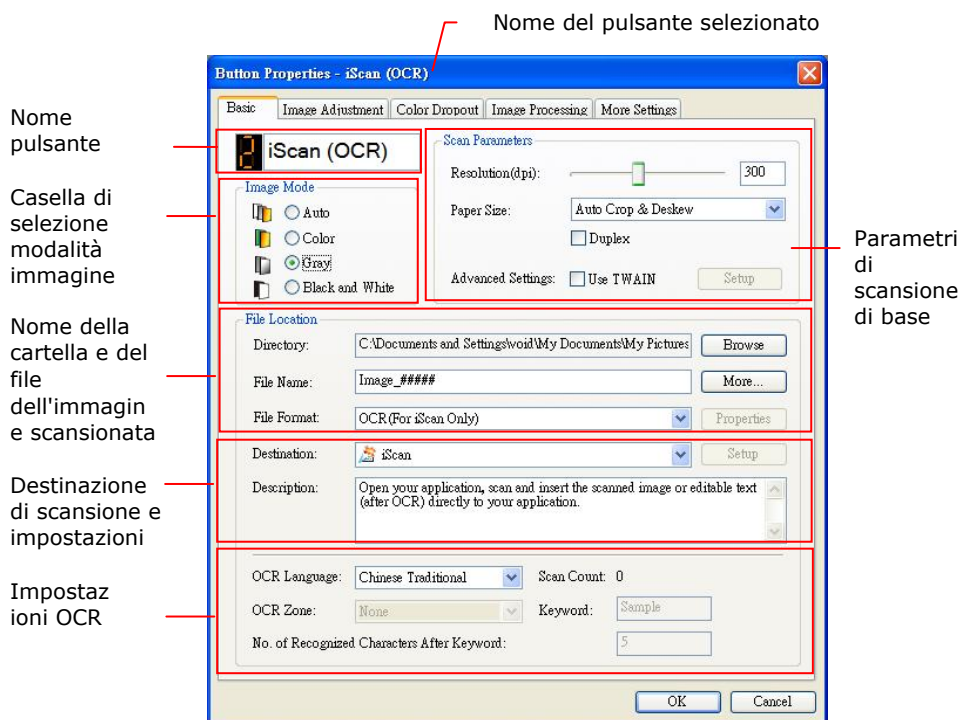 Nome del pulsante selezionato
Button Properties - iScan (OCR)
Basic Image Adjustment Color Dropout Image Processing More Settings
Nome
pulsante
2 iScan (OCR)
Casella di
selezione
modalità
immagine
Image Mode
Auto
Color
Gray
Black and White
Scan Parameters
Resolution(dpi): 300
Paper Size: Auto Crop & Deskew
Duplex
Advanced Settings: Use TWAIN Setup
Parametri
di
scansione
di base
Nome della
cartella e del
file
dell'immagin
e scansionata
File Location
Directory: C:\Documents and Settings\void\My Documents\My Pictures Browse
File Name: Image_##### More...
File Format: OCR(For iScan Only) Properties
Destinazione
di scansione e
impostazioni
Destination: iScan Setup
Description: Open your application, scan and insert the scanned image or editable text
(after OCR) directly to your application.
Impostaz
ioni OCR
OCR Language: Chinese Traditional Scan Count: 0
OCR Zone: None Keyword: Sample
No. of Recognized Characters After Keyword: 5
OK Cancel